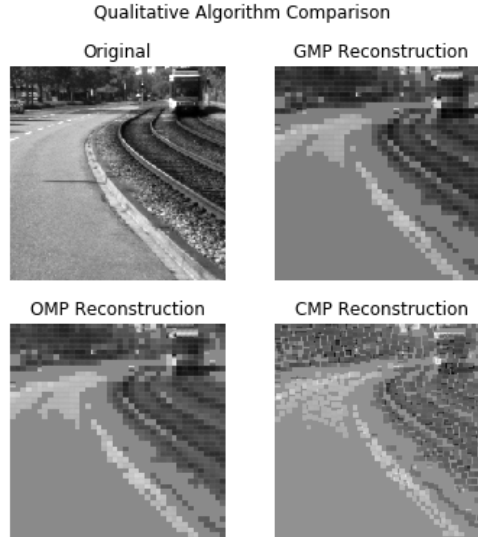 Qualitative Algorithm Comparison
Original
GMP Reconstruction
OMP Reconstruction
CMP Reconstruction